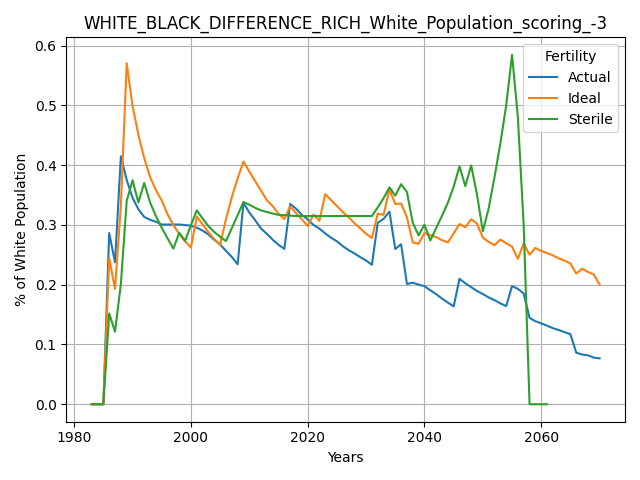 WHITE_BLACK_DIFFERENCE_RICH_White_Population_scoring_-3
0.6
0.5
0.4
0.3
0.2
0.1
0.0
% of White Population
Fertility
Actual
Ideal
Sterile
1980 2000 2020 2040 2060
Years